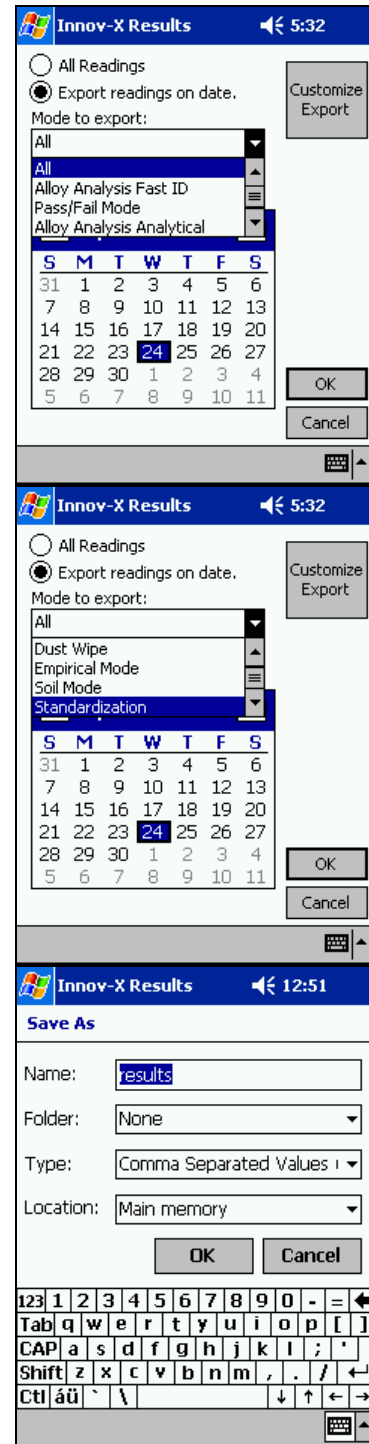 Innov-X Results 5:32
All Readings
Export readings on date.
Customize
Export
Mode to export:
All
All
Alloy Analysis Fast ID
Pass/Fail Mode
Alloy Analysis Analytical
S M T W T F S
31 1 2 3 4 5 6
7 8 9 10 11 12 13
14 15 16 17 18 19 20
21 22 23 24 25 26 27
28 29 30 1 2 3 4
5 6 7 8 9 10 11
OK
Cancel
Innov-X Results 5:32
All Readings
Export readings on date.
Customize
Export
Mode to export:
All
Dust Wipe
Empirical Mode
Soil Mode
Standardization
S M T W T F S
31 1 2 3 4 5 6
7 8 9 10 11 12 13
14 15 16 17 18 19 20
21 22 23 24 25 26 27
28 29 30 1 2 3 4
5 6 7 8 9 10 11
OK
Cancel
Innov-X Results 12:51
Save As
Name: results
Folder: None
Type: Comma Separated Values
Location: Main memory
OK Cancel
123 1 2 3 4 5 6 7 8 9 0 - =
Tab q w e r t y u i o p [ ]
CAP a s d f g h j k l ; '
Shift z x c v b n m , . /
Ctl áü ` \